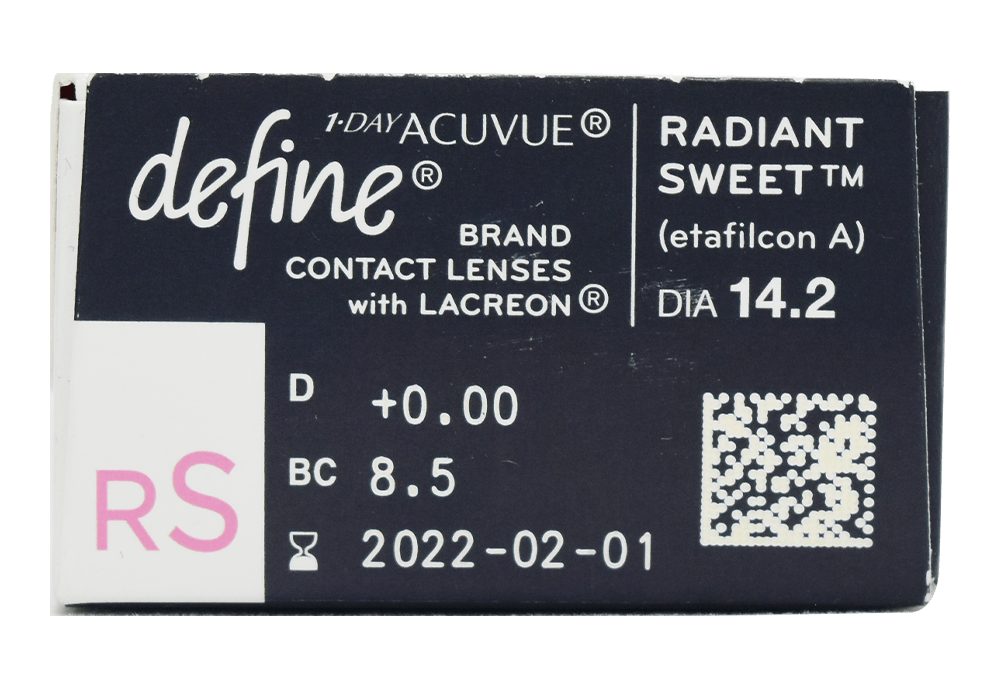 1·DAY ACUVUE®
define®
BRAND
CONTACT LENSES
with LACREON®
RADIANT
SWEET™
(etafilcon A)
DIA 14.2
RS
D +0.00
BC 8.5
2022-02-01